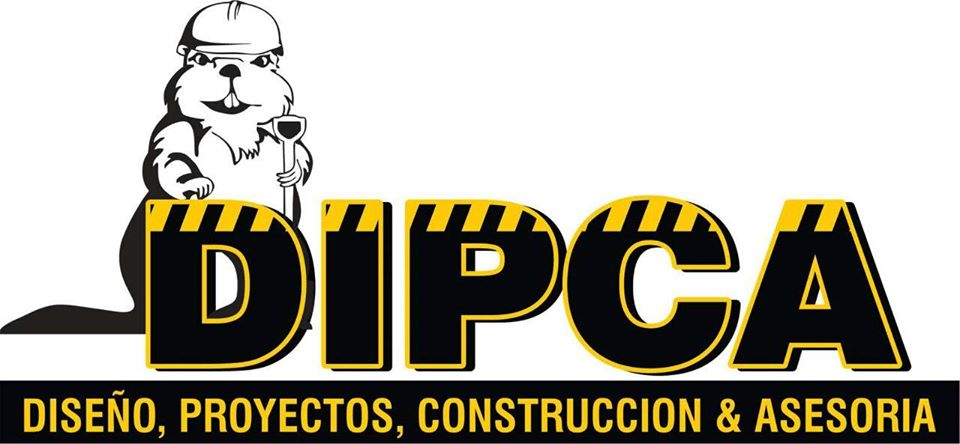 DIPCA
DISEÑO, PROYECTOS, CONSTRUCCION & ASESORIA